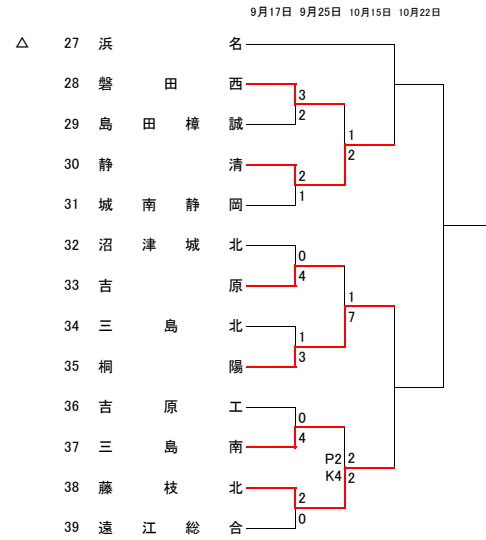 9月17日 9月25日 10月15日 10月22日
△ 27 浜名
28 磐田西
3
29 島田樟誠
2
1
30 静清
2
2
31 城南静岡
1
32 沼津城北
0
33 吉原
4
1
34 三島北
7
1
35 桐陽
3
36 吉原工
0
37 三島南
4
P2 2
K4 2
38 藤枝北
2
39 遠江総合
0